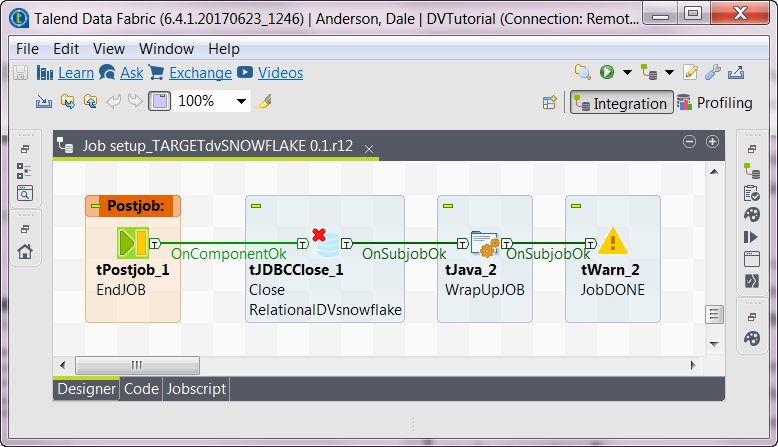 Talend Data Fabric (6.4.1.20170623_1246) | Anderson, Dale | DVTutorial (Connection: Remot...
File Edit View Window Help
Learn Ask Exchange Videos
100%
Integration Profiling
Job setup_TARGETdvSNOWFLAKE 0.1.r12
Postjob:
T T T T T T
OnComponentOk OnSubjobOk OnSubjobOk
tPostjob_1 tJDBCClose_1 tJava_2 tWarn_2
EndJOB Close WrapUpJOB JobDONE
RelationalDVsnowflake
Designer Code Jobscript